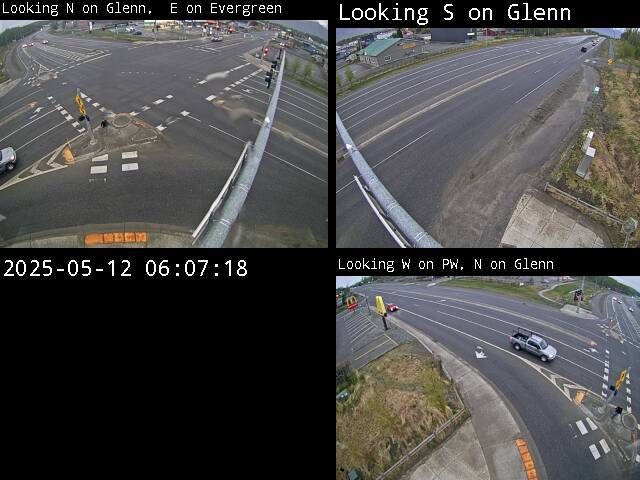 Looking N on Glenn,  E on Evergreen
Looking S on Glenn
2025-05-12 06:07:18
Looking W on PW, N on Glenn